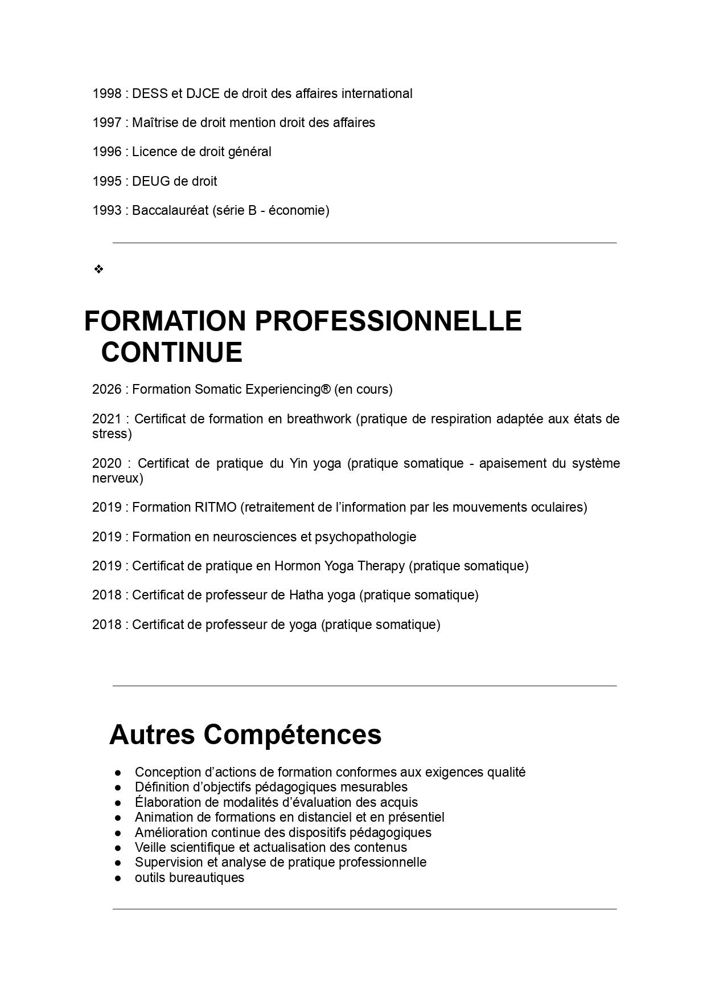 1998 : DESS et DJCE de droit des affaires international
1997 : Maîtrise de droit mention droit des affaires
1996 : Licence de droit général
1995 : DEUG de droit
1993 : Baccalauréat (série B - économie)
❖
FORMATION PROFESSIONNELLE
CONTINUE
2026 : Formation Somatic Experiencing® (en cours)
2021 : Certificat de formation en breathwork (pratique de respiration adaptée aux états de
stress)
2020 : Certificat de pratique du Yin yoga (pratique somatique - apaisement du système
nerveux)
2019 : Formation RITMO (retraitement de l’information par les mouvements oculaires)
2019 : Formation en neurosciences et psychopathologie
2019 : Certificat de pratique en Hormon Yoga Therapy (pratique somatique)
2018 : Certificat de professeur de Hatha yoga (pratique somatique)
2018 : Certificat de professeur de yoga (pratique somatique)
Autres Compétences
● Conception d’actions de formation conformes aux exigences qualité
● Définition d’objectifs pédagogiques mesurables
● Élaboration de modalités d’évaluation des acquis
● Animation de formations en distanciel et en présentiel
● Amélioration continue des dispositifs pédagogiques
● Veille scientifique et actualisation des contenus
● Supervision et analyse de pratique professionnelle
● outils bureautiques